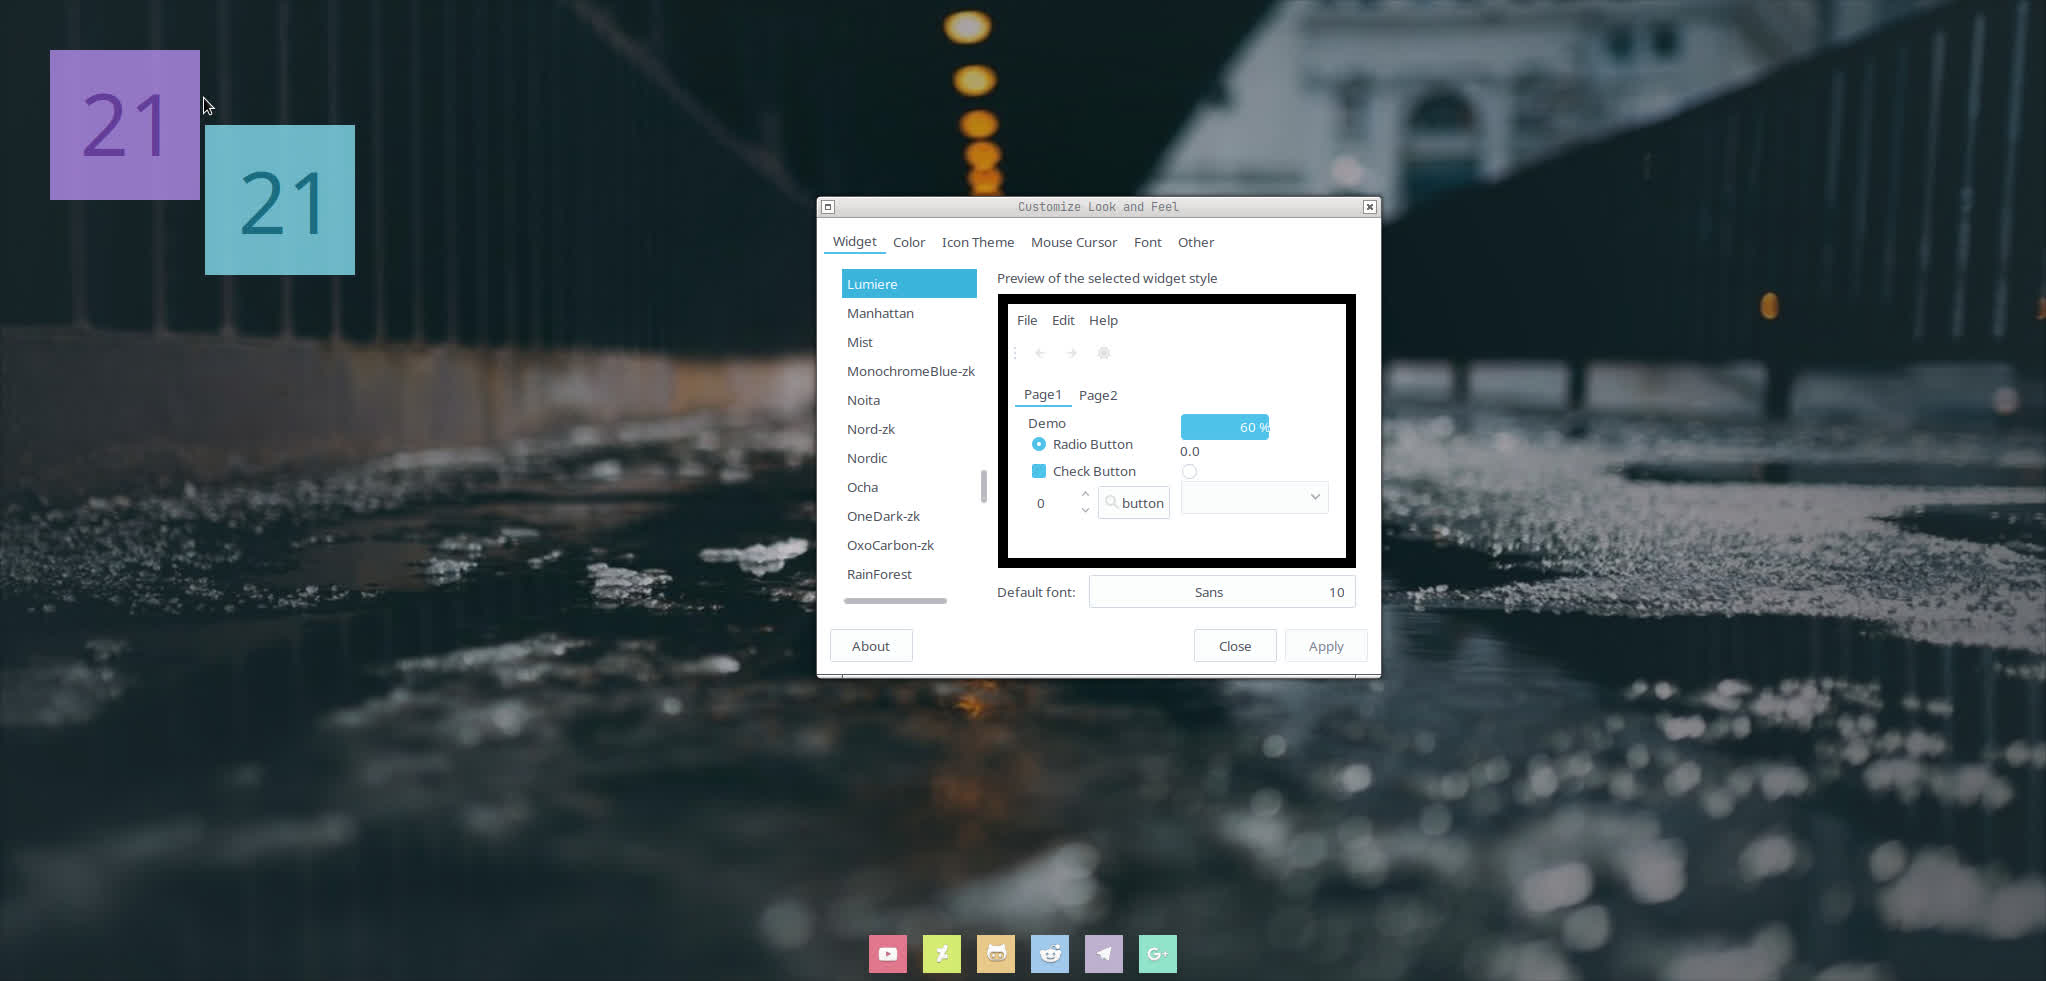 21
21
Customize Look and Feel
Widget Color Icon Theme Mouse Cursor Font Other
Lumiere
Manhattan
Mist
MonochromeBlue-zk
Noita
Nord-zk
Nordic
Ocha
OneDark-zk
OxoCarbon-zk
RainForest
Preview of the selected widget style
File Edit Help
Page1 Page2
Demo
Radio Button
Check Button
0
button
60 %
0.0
Default font: Sans 10
About Close Apply
G+